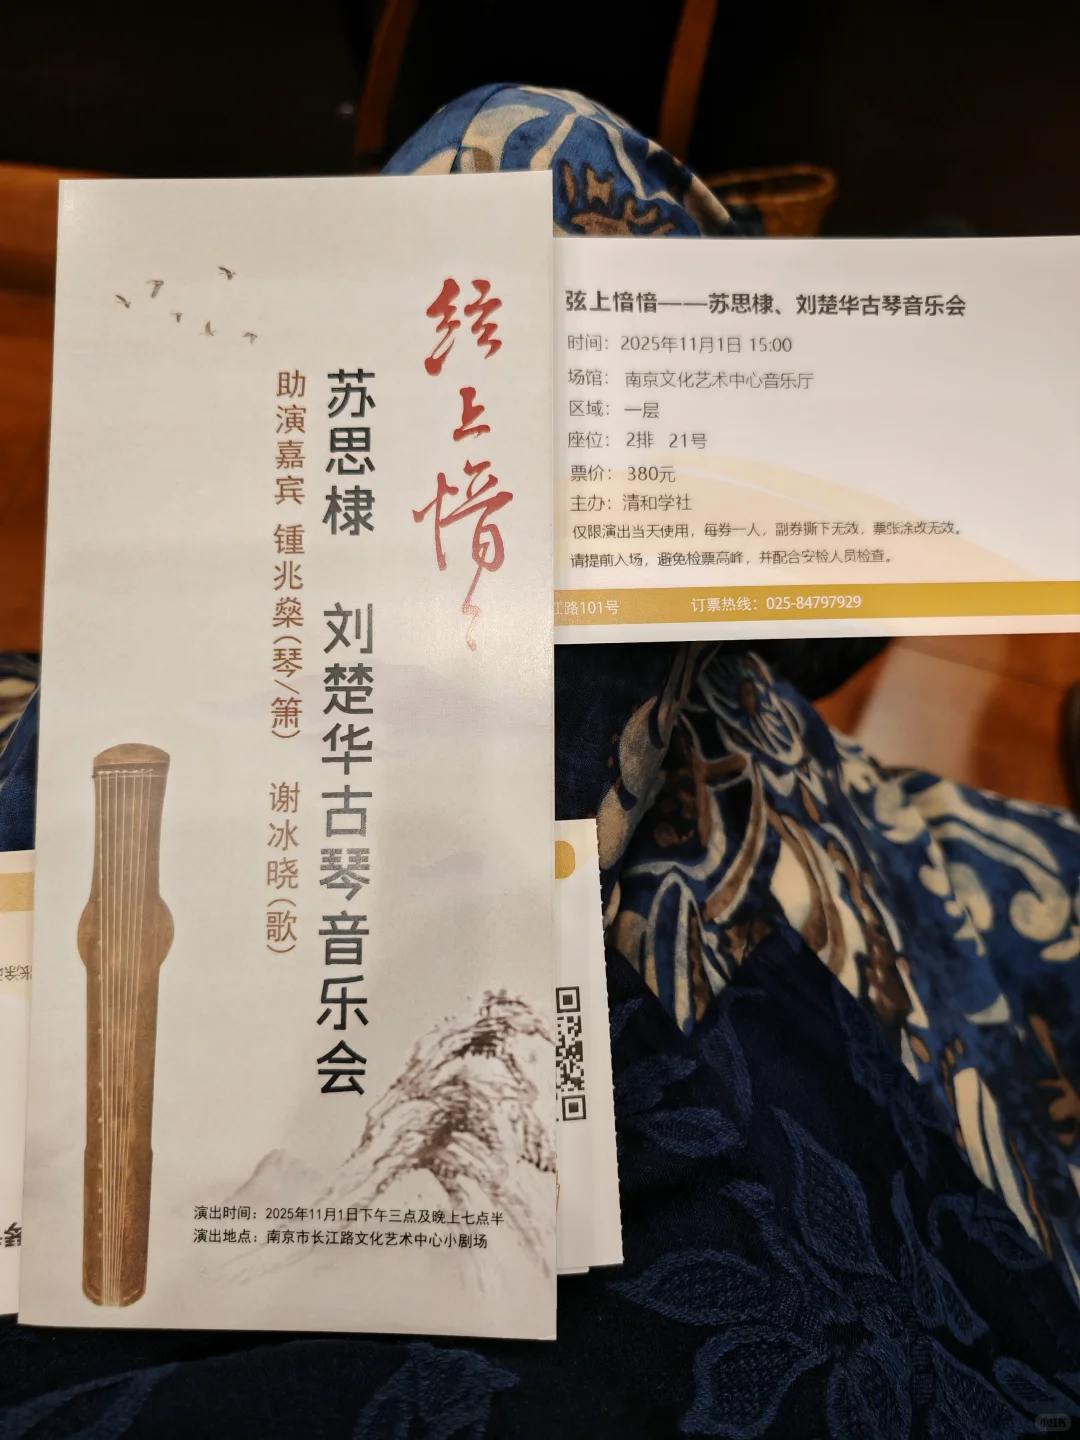 弦上愔々
苏思棣　刘楚华古琴音乐会
助演嘉宾 锺兆燊(琴/箫)　谢冰晓(歌)
演出时间：2025年11月1日下午三点及晚上七点半
演出地点：南京市长江路文化艺术中心小剧场
弦上愔愔——苏思棣、刘楚华古琴音乐会
时间：2025年11月1日 15:00
场馆：南京文化艺术中心音乐厅
区域：一层
座位：2排 21号
票价：380元
主办：清和学社
仅限演出当天使用，每券一人，副券撕下无效，票张涂改无效。
请提前入场，避免检票高峰，并配合安检人员检查。
江路101号 订票热线：025-84797929
小红书